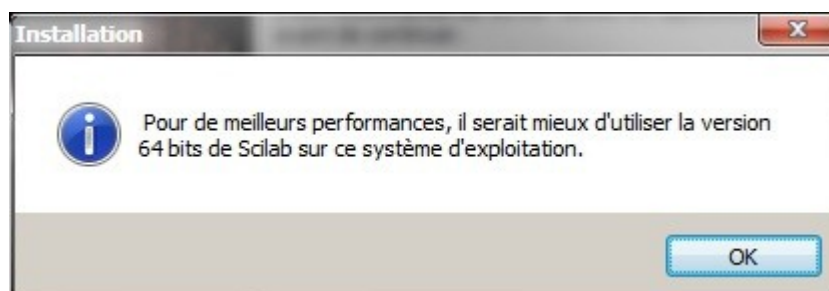 Installation
Pour de meilleurs performances, il serait mieux d'utiliser la version
64 bits de Scilab sur ce système d'exploitation.
OK